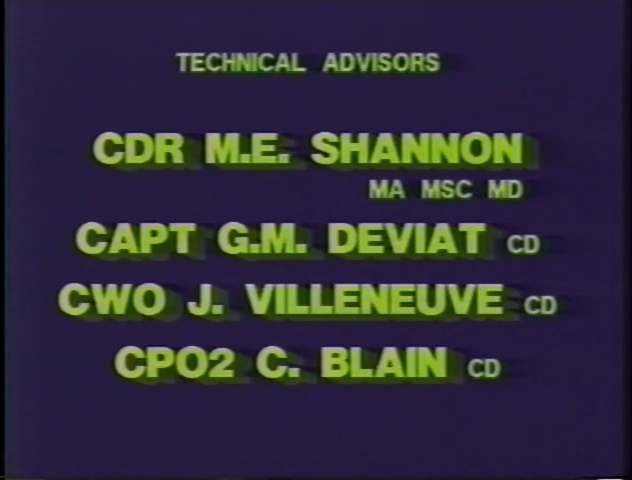 TECHNICAL ADVISORS
CDR M.E. SHANNON
MA MSC MD
CAPT G.M. DEVIAT CD
CWO J. VILLENEUVE CD
CPO2 C. BLAIN CD